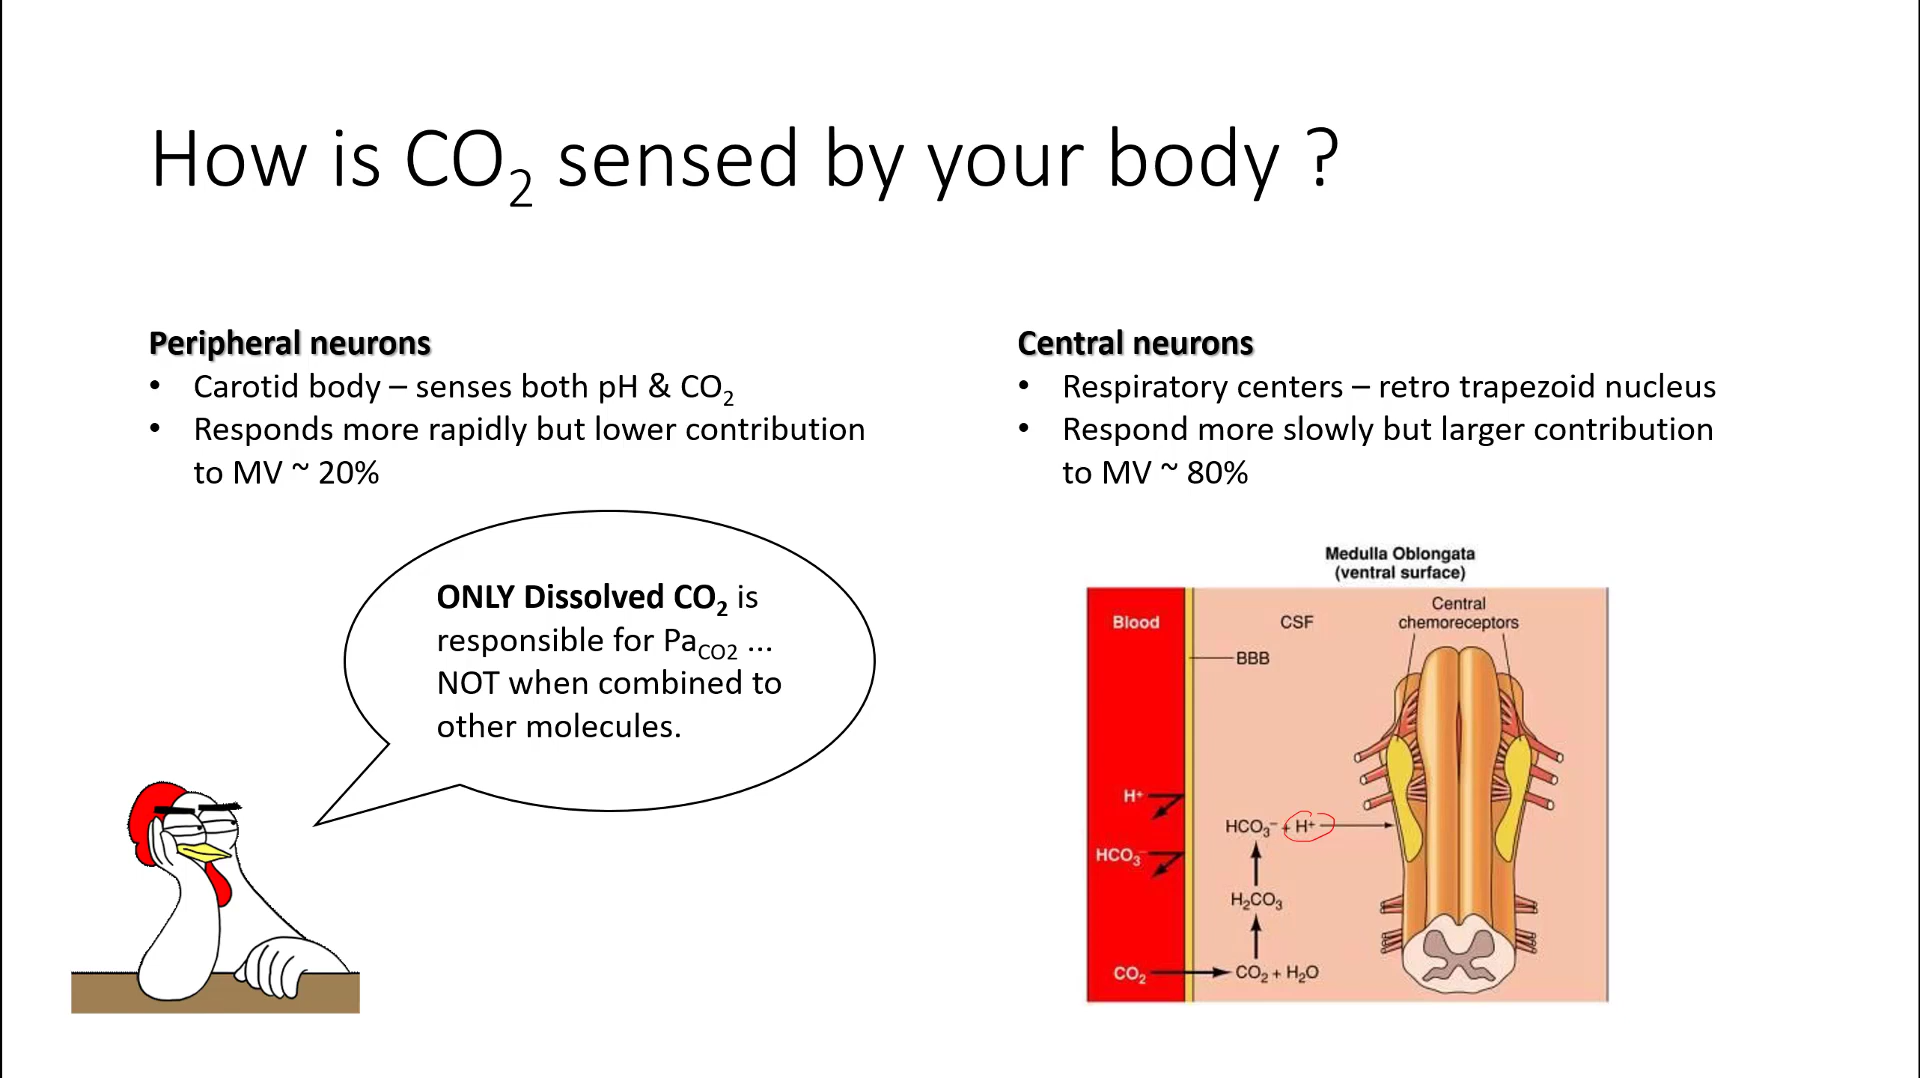 How is CO₂ sensed by your body ?
Peripheral neurons
• Carotid body – senses both pH & CO₂
• Responds more rapidly but lower contribution
to MV ~ 20%
Central neurons
• Respiratory centers – retro trapezoid nucleus
• Respond more slowly but larger contribution
to MV ~ 80%
ONLY Dissolved CO₂ is
responsible for Pa_CO2 ...
NOT when combined to
other molecules.
Medulla Oblongata
(ventral surface)
Blood
CSF
Central
chemoreceptors
BBB
H⁺
HCO₃⁻
CO₂
HCO₃⁻ + H⁺
H₂CO₃
CO₂ + H₂O